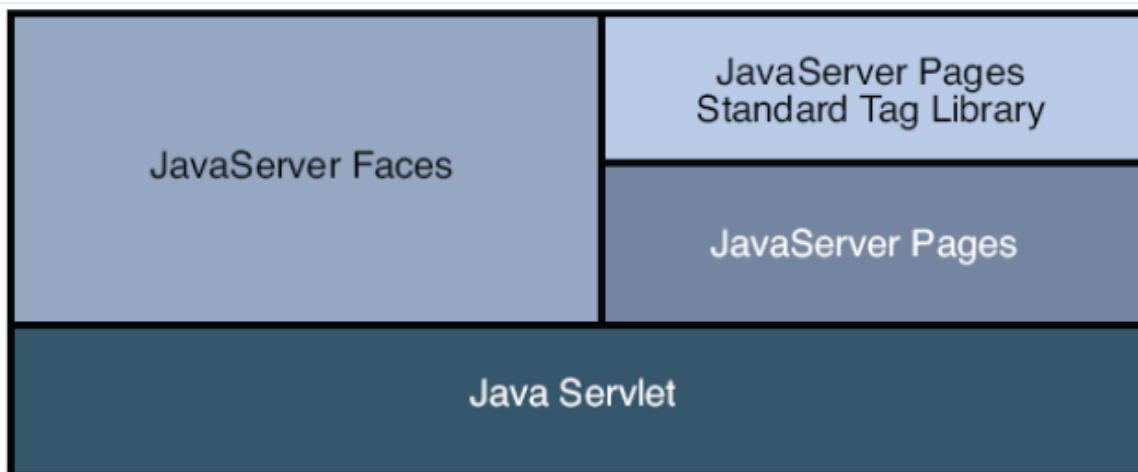 JavaServer Faces
JavaServer Pages
Standard Tag Library
JavaServer Pages
Java Servlet